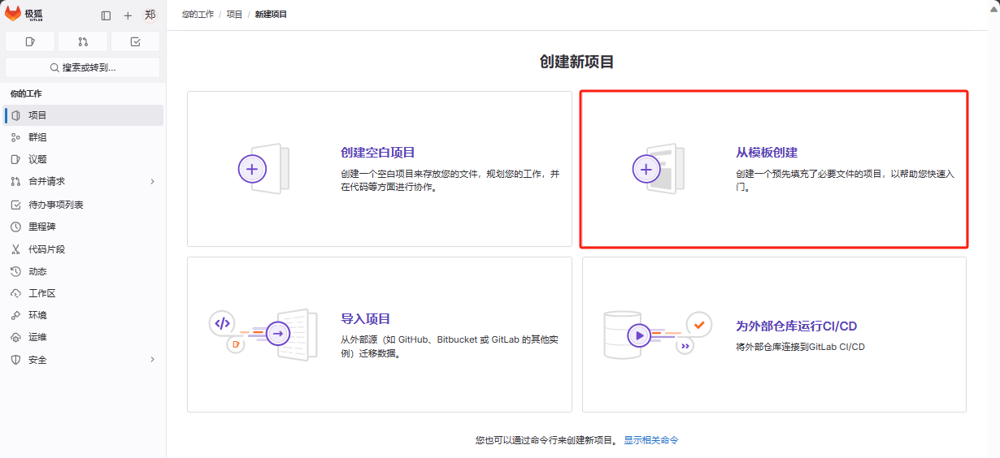 极狐
GITLAB
郑
搜索或转到...
你的工作
项目
群组
议题
合并请求
待办事项列表
里程碑
代码片段
动态
工作区
环境
运维
安全
您的工作 / 项目 / 新建项目
创建新项目
创建空白项目
创建一个空白项目来存放您的文件，规划您的工作，并
在代码等方面进行协作。
从模板创建
创建一个预先填充了必要文件的项目，以帮助您快速入
门。
导入项目
从外部源（如 GitHub、Bitbucket 或 GitLab 的其他实
例）迁移数据。
为外部仓库运行CI/CD
将外部仓库连接到GitLab CI/CD
您也可以通过命令行来创建新项目。 显示相关命令